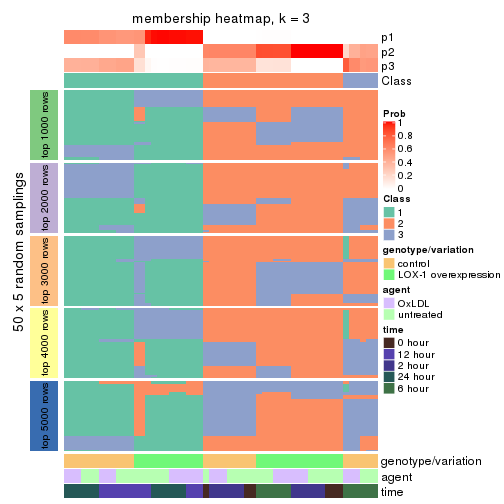 membership heatmap, k = 3
p1
p2
p3
Class
50 x 5 random samplings
top 1000 rows
top 2000 rows
top 3000 rows
top 4000 rows
top 5000 rows
Prob
1
0.8
0.6
0.4
0.2
0
Class
1
2
3
genotype/variation
control
LOX-1 overexpression
agent
OxLDL
untreated
time
0 hour
12 hour
2 hour
24 hour
6 hour
genotype/variation
agent
time